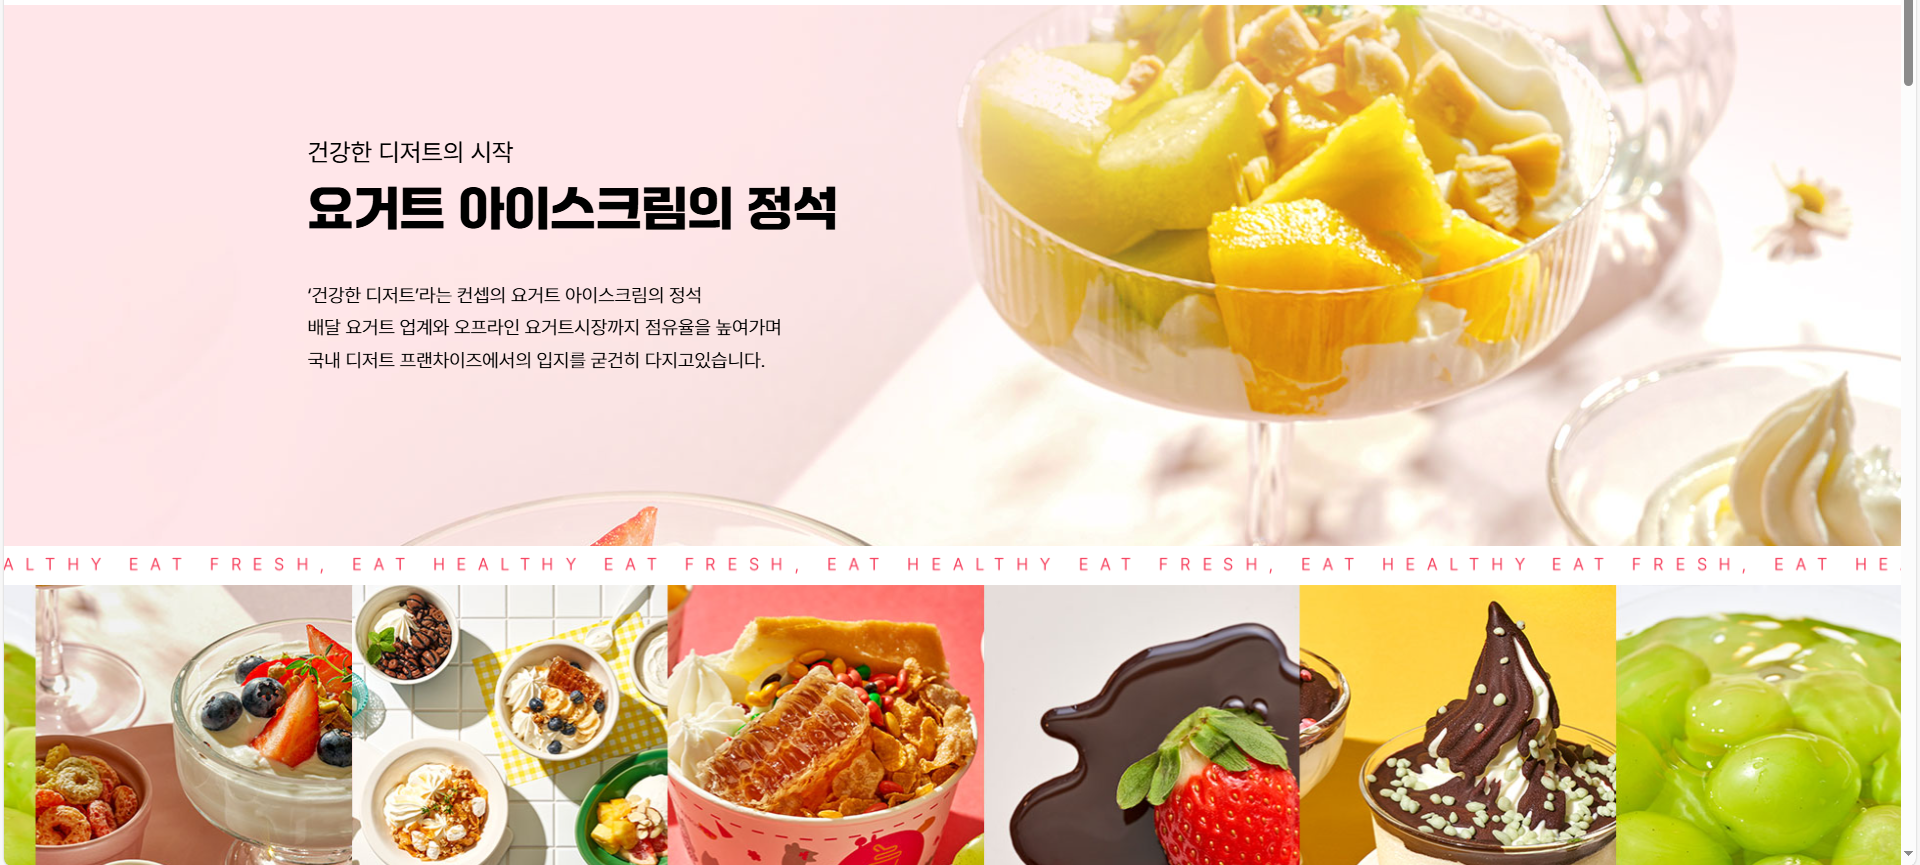 건강한 디저트의 시작
요거트 아이스크림의 정석
‘건강한 디저트’라는 컨셉의 요거트 아이스크림의 정석
배달 요거트 업계와 오프라인 요거트시장까지 점유율을 높여가며
국내 디저트 프랜차이즈에서의 입지를 굳건히 다지고있습니다.
ALTHY EAT FRESH, EAT HEALTHY EAT FRESH, EAT HEALTHY EAT FRESH, EAT HEALTHY EAT FRESH, EAT HE